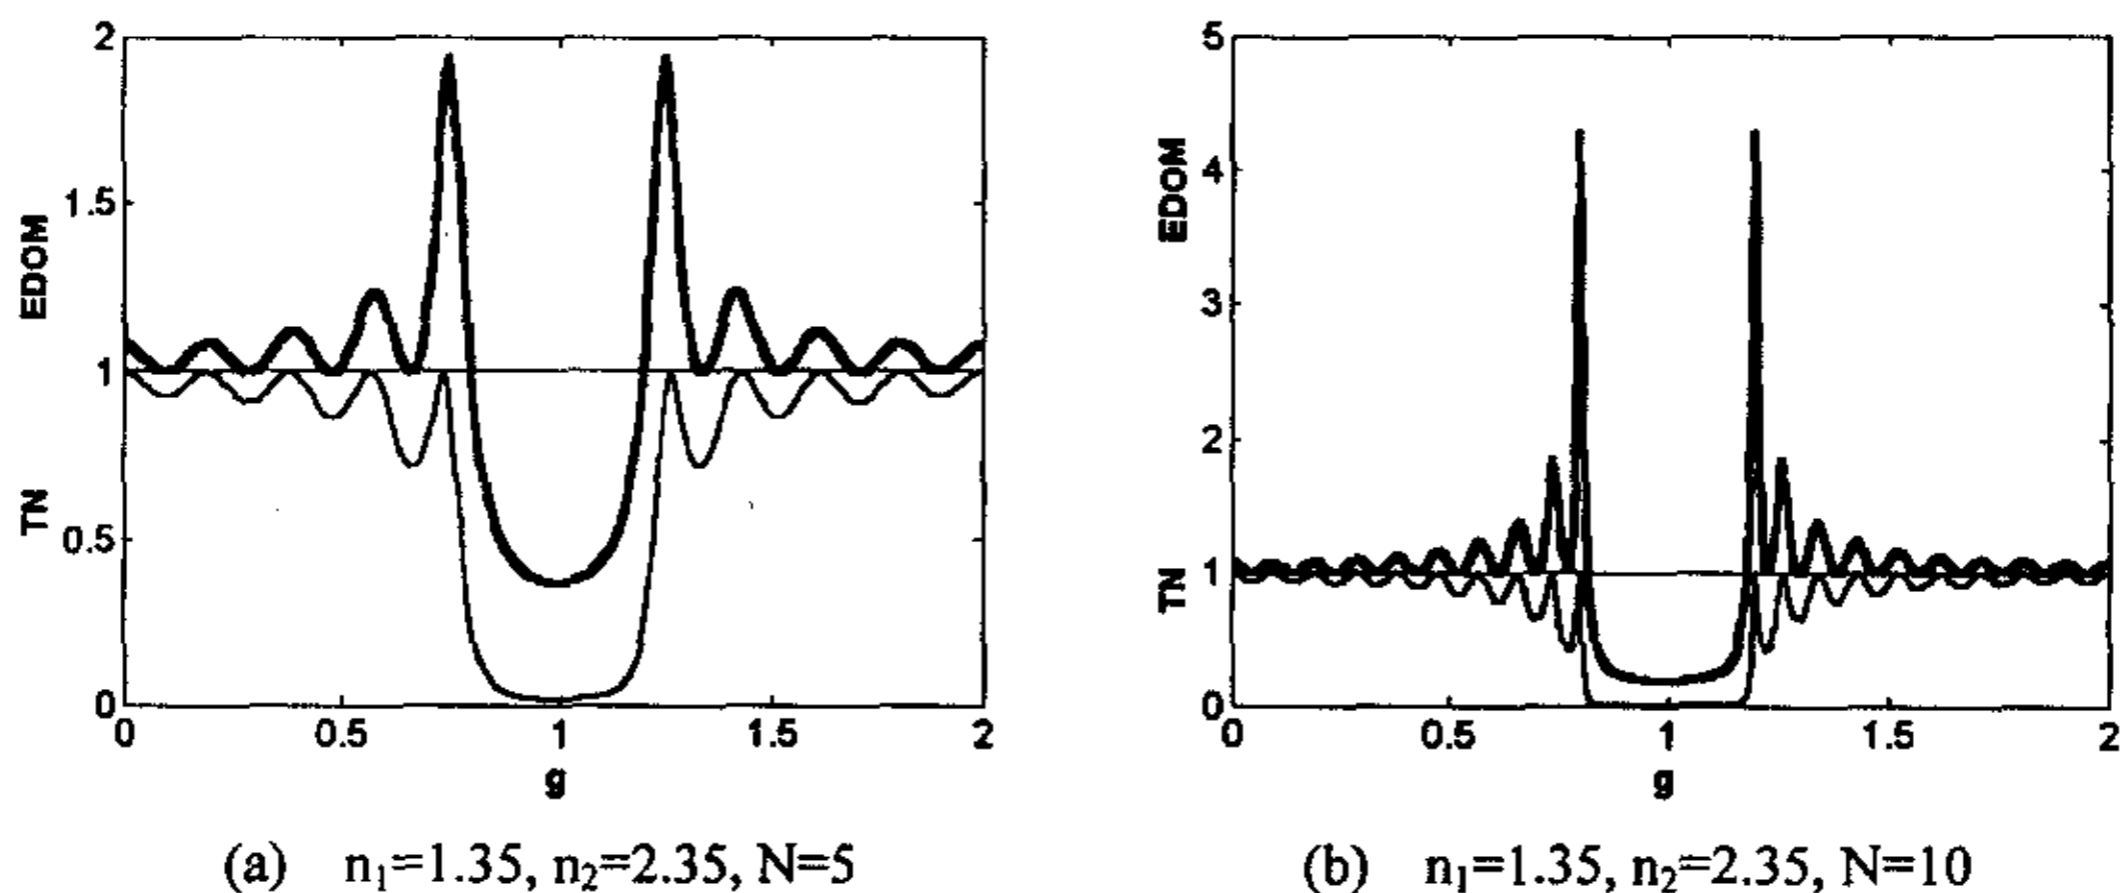 2
1.5
1
0.5
0
EDOM
TN
0 0.5 1 1.5 2
g
(a) n₁=1.35, n₂=2.35, N=5
5
4
3
2
1
0
EDOM
TN
0 0.5 1 1.5 2
g
(b) n₁=1.35, n₂=2.35, N=10